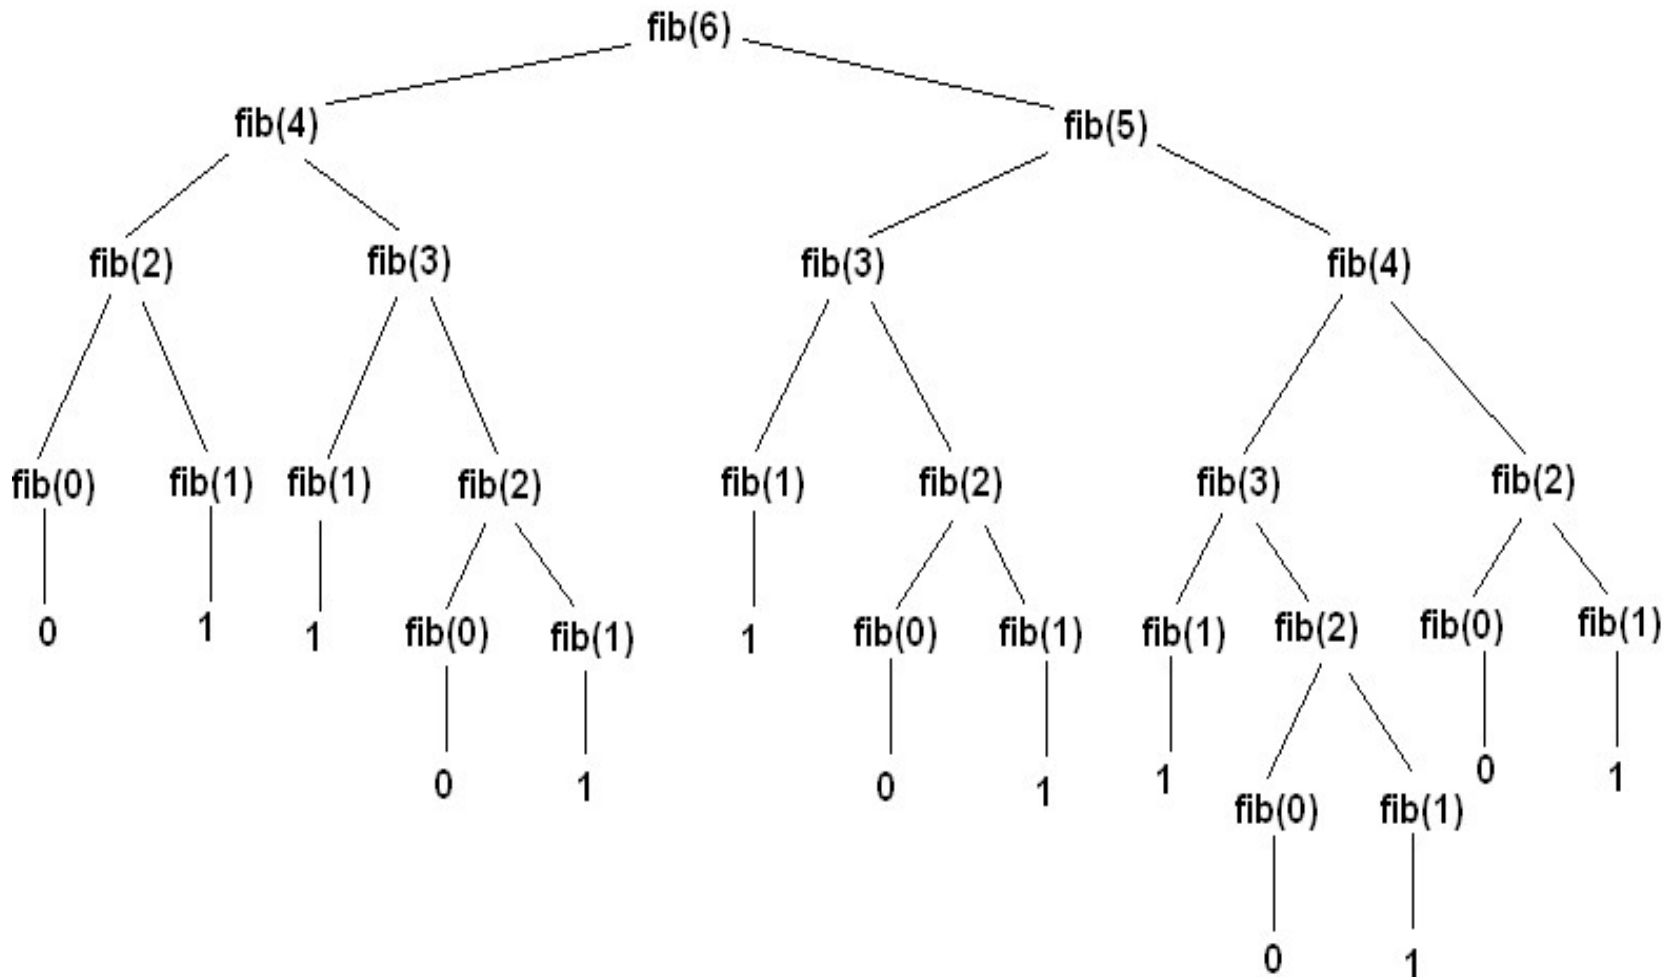 fib(6)
fib(4) fib(5)
fib(2) fib(3) fib(3) fib(4)
fib(0) fib(1) fib(1) fib(2) fib(1) fib(2) fib(3) fib(2)
0 1 1 fib(0) fib(1) 1 fib(0) fib(1) fib(1) fib(2) fib(0) fib(1)
0 1 0 1 1 0 1
fib(0) fib(1)
0 1